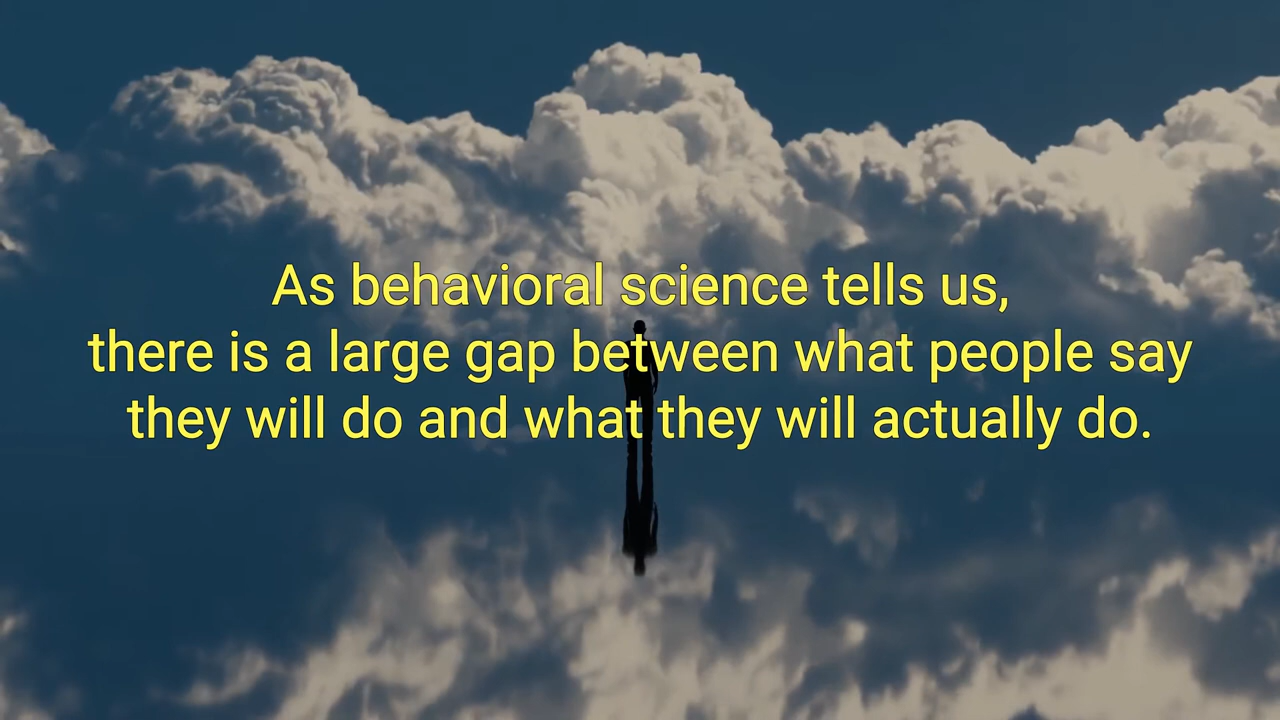 As behavioral science tells us,
there is a large gap between what people say
they will do and what they will actually do.